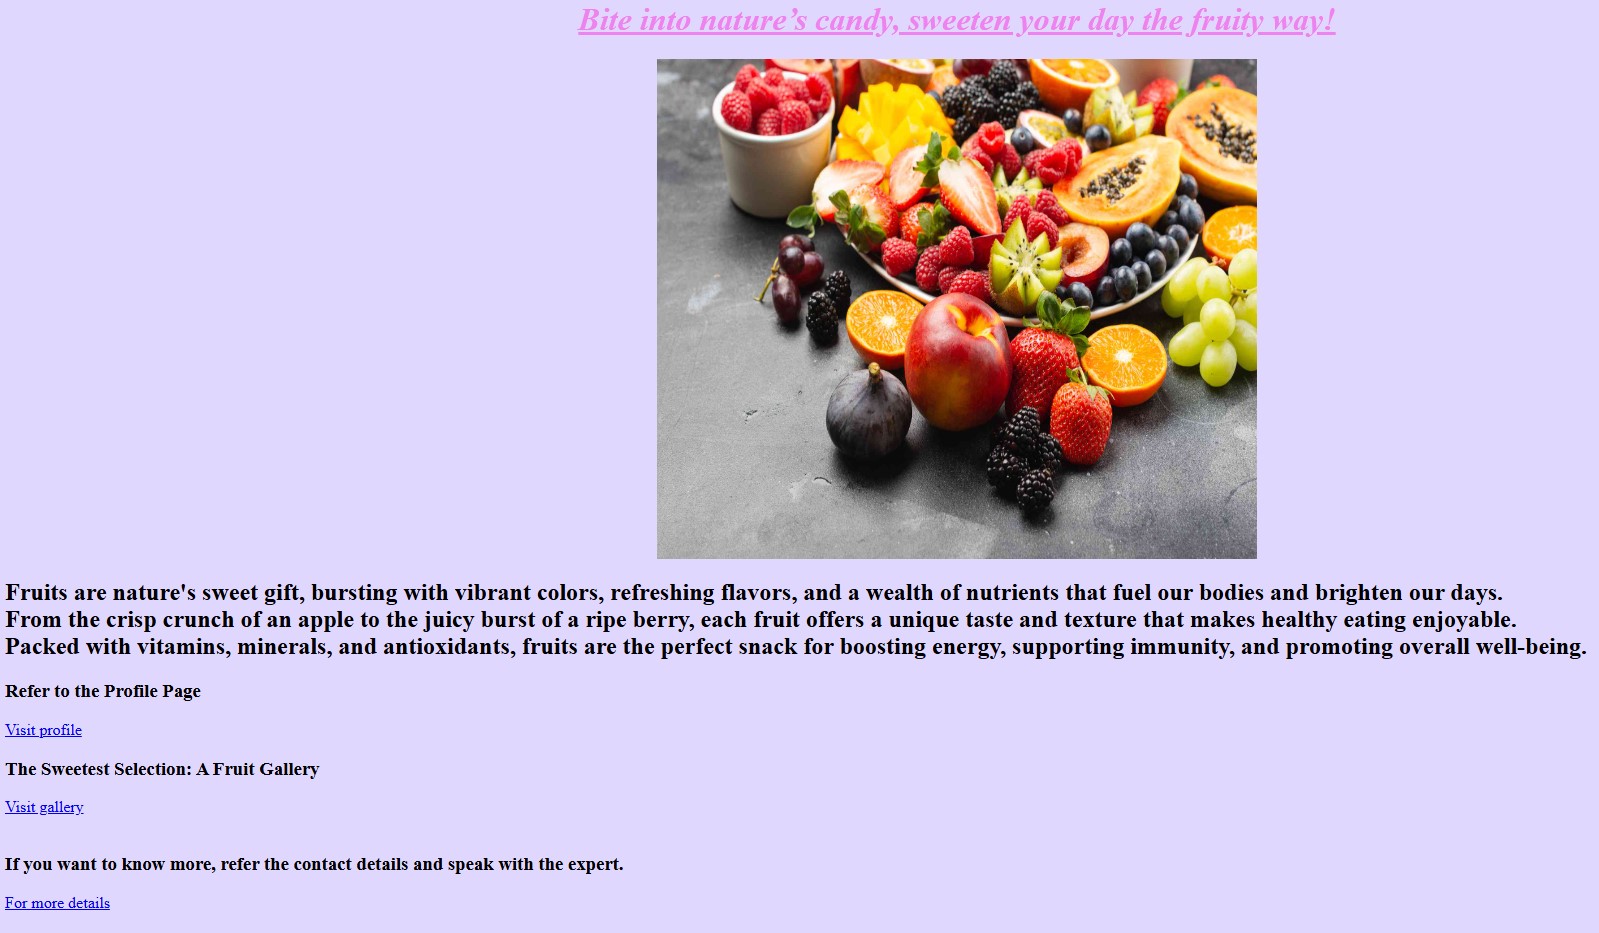 Bite into nature’s candy, sweeten your day the fruity way!
Fruits are nature's sweet gift, bursting with vibrant colors, refreshing flavors, and a wealth of nutrients that fuel our bodies and brighten our days.
From the crisp crunch of an apple to the juicy burst of a ripe berry, each fruit offers a unique taste and texture that makes healthy eating enjoyable.
Packed with vitamins, minerals, and antioxidants, fruits are the perfect snack for boosting energy, supporting immunity, and promoting overall well-being.
Refer to the Profile Page
Visit profile
The Sweetest Selection: A Fruit Gallery
Visit gallery
If you want to know more, refer the contact details and speak with the expert.
For more details